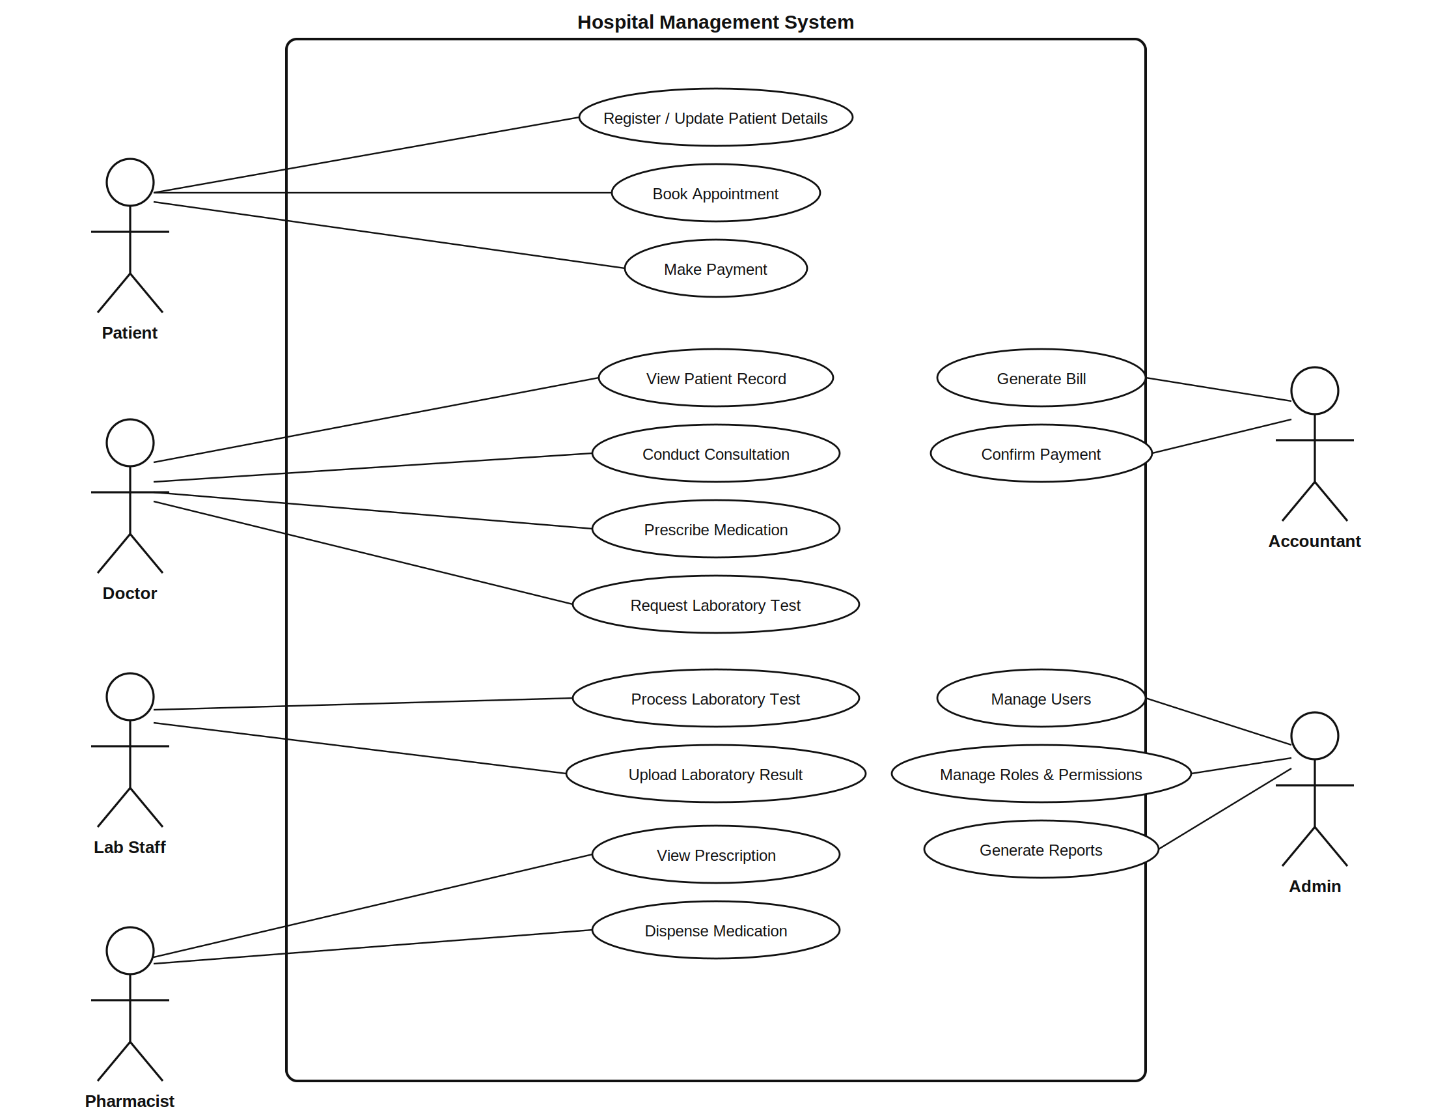 Hospital Management System
Register / Update Patient Details
Book Appointment
Make Payment
Patient
View Patient Record
Conduct Consultation
Prescribe Medication
Request Laboratory Test
Doctor
Generate Bill
Confirm Payment
Accountant
Process Laboratory Test
Upload Laboratory Result
Lab Staff
Manage Users
Manage Roles & Permissions
Generate Reports
Admin
View Prescription
Dispense Medication
Pharmacist